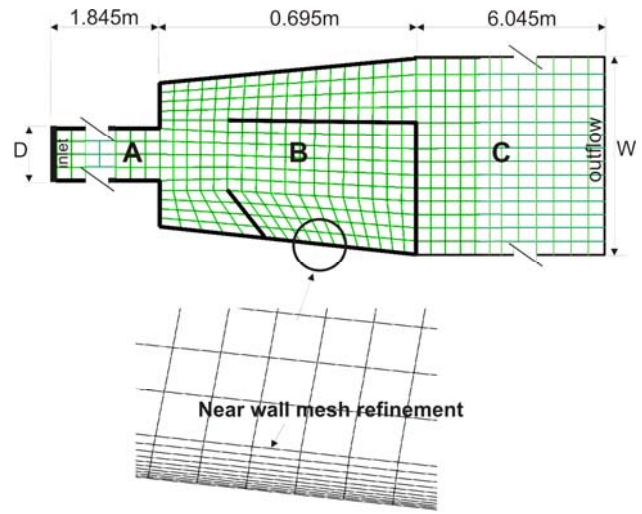 1.845m 0.695m 6.045m
D inlet A B C outflow W
Near wall mesh refinement